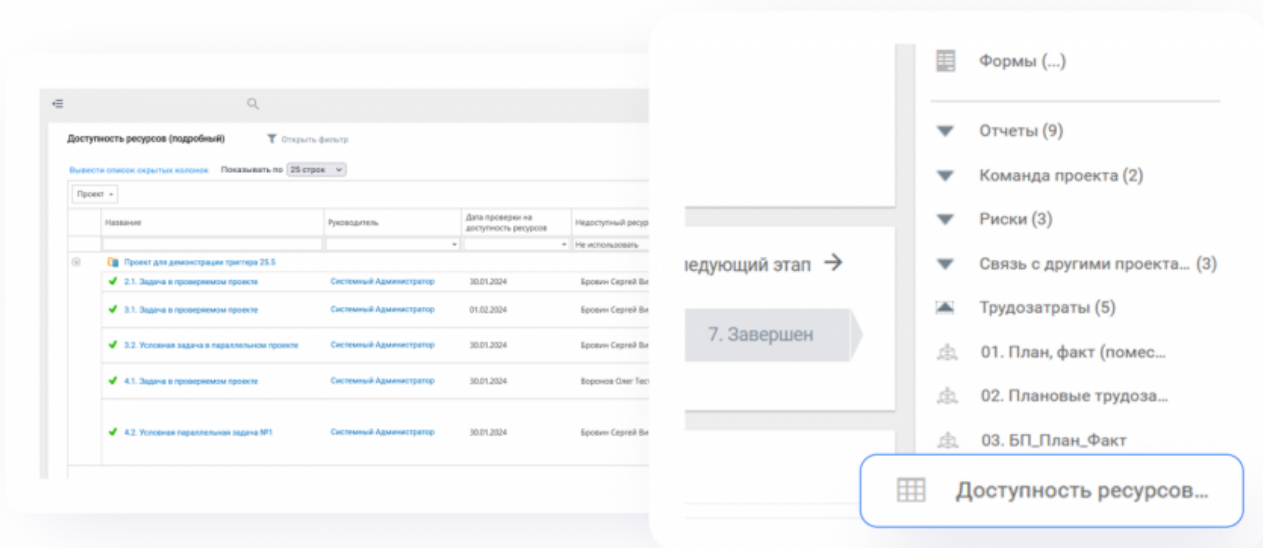 Доступность ресурсов (подробный) Открыть фильтр
Вывести список скрытых колонок Показывать по 25 строк
Проект
Название Руководитель Дата проверки на доступность ресурсов Недоступный ресур
Не использовать
Проект для демонстрации триггера 25.5
2.1. Задача в проверяемом проекте Системный Администратор 30.01.2024 Бровин Сергей Ви
3.1. Задача в проверяемом проекте Системный Администратор 01.02.2024 Бровин Сергей Ви
3.2. Условная задача в параллельном проекте Системный Администратор 30.01.2024 Бровин Сергей Ви
4.1. Задача в проверяемом проекте Системный Администратор 30.01.2024 Воронов Олег Тес
4.2. Условная параллельная задача №1 Системный Администратор 30.01.2024 Бровин Сергей Ви
ледующий этап
7. Завершен
Формы (...)
Отчеты (9)
Команда проекта (2)
Риски (3)
Связь с другими проекта... (3)
Трудозатраты (5)
01. План, факт (помес...
02. Плановые трудоза...
03. БП_План_Факт
Доступность ресурсов...